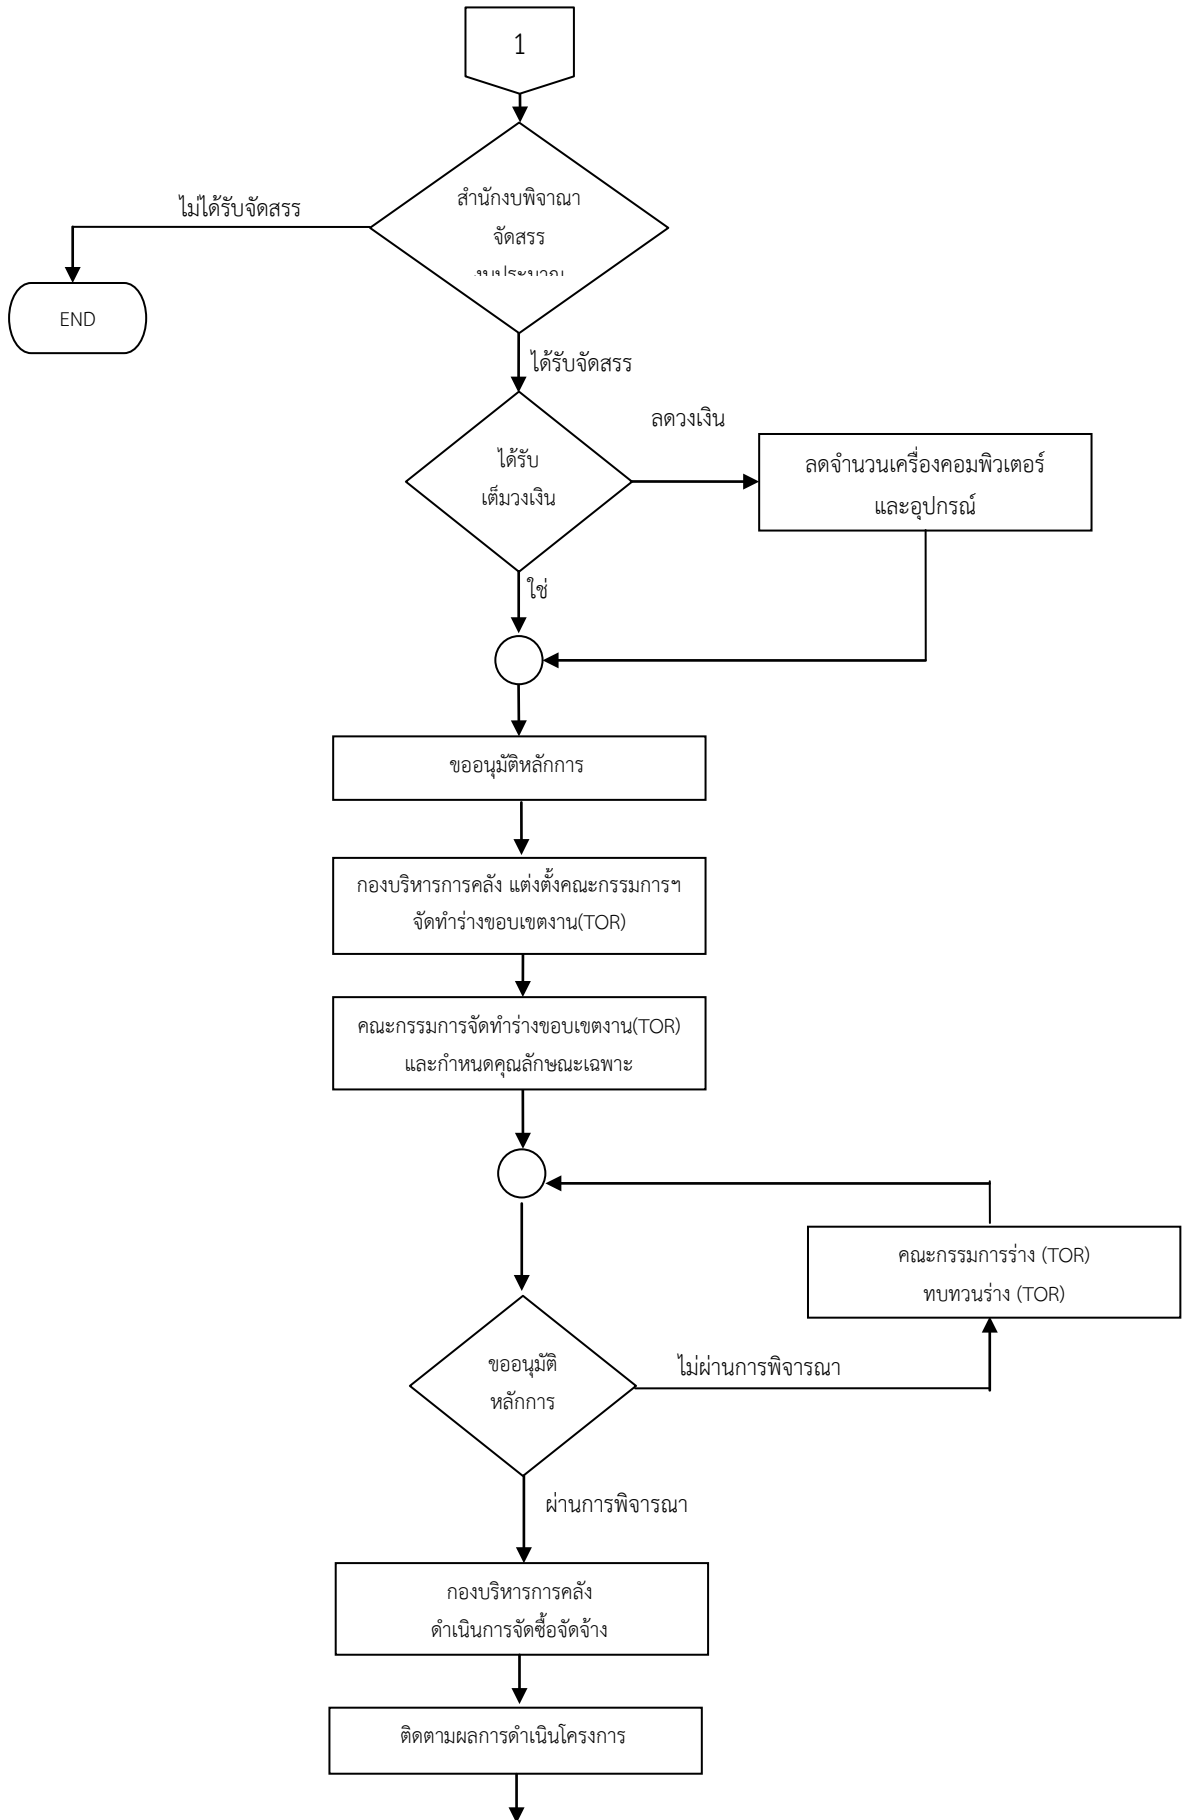 1
สำนักงบพิจาณา
จัดสรร
งบประมาณ
ไม่ได้รับจัดสรร
END
ได้รับจัดสรร
ได้รับ
เต็มวงเงิน
ลดวงเงิน
ลดจำนวนเครื่องคอมพิวเตอร์
และอุปกรณ์
ใช่
ขออนุมัติหลักการ
กองบริหารการคลัง แต่งตั้งคณะกรรมการฯ
จัดทำร่างขอบเขตงาน(TOR)
คณะกรรมการจัดทำร่างขอบเขตงาน(TOR)
และกำหนดคุณลักษณะเฉพาะ
คณะกรรมการร่าง (TOR)
ทบทวนร่าง (TOR)
ขออนุมัติ
หลักการ
ไม่ผ่านการพิจารณา
ผ่านการพิจารณา
กองบริหารการคลัง
ดำเนินการจัดซื้อจัดจ้าง
ติดตามผลการดำเนินโครงการ